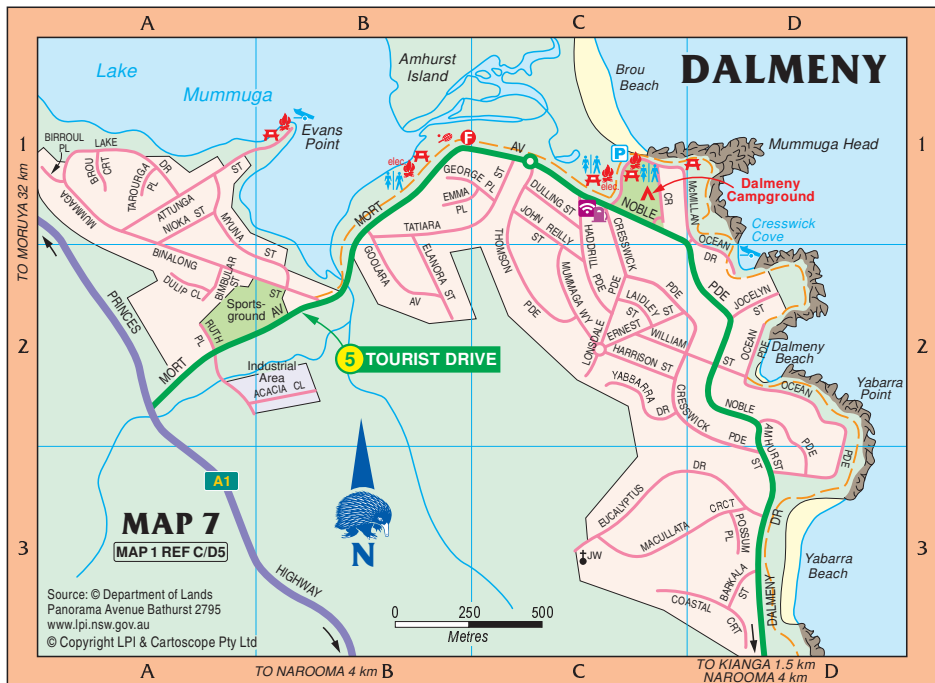 A
B
C
D
DALMENY
Lake
Mummuga
Amhurst
Island
Brou
Beach
Mummuga Head
Evans
Point
1
1
TO MORUYA 32 km
BIRROUL
PL
LAKE
DR
BROU
CRT
TAROURGA
PL
MUMMAGA
ATTUNGA
ST
NIOKA ST
MYUNA
ST
BINALONG
ST
DULIP CL
BIMBULAR
ST
RUTH
PL
Sports-
ground
MORT
AV
Industrial
Area
ACACIA CL
PRINCES
HIGHWAY
A1
elec.
F
MORT
AV
GEORGE
PL
ST
EMMA
PL
TATIARA
GOOLARA
AV
ELANORA ST
THOMSON
PDE
DULLING ST
JOHN REILLY
ST
MUMMAGA WY
HADDRILL
PDE
CRESSWICK
PDE
LAIDLEY
ST
PDE
ERNEST
LONSDALE
WILLIAM
ST
HARRISON ST
YABBARRA
DR
CRESSWICK
PDE
ST
P
elec.
NOBLE
CR
McMILLAN
Dalmeny
Campground
Cresswick
Cove
OCEAN
DR
PDE
JOCELYN
ST
OCEAN
PDE
Dalmeny
Beach
Yabarra
Point
OCEAN
PDE
NOBLE
AMHURST
PDE
2
2
5 TOURIST DRIVE
N
MAP 7
MAP 1 REF C/D5
Source: © Department of Lands
Panorama Avenue Bathurst 2795
www.lpi.nsw.gov.au
© Copyright LPI & Cartoscope Pty Ltd
0 250 500
Metres
EUCALYPTUS
DR
MACULLATA
CRCT
POSSUM
PL
JW
BARKALA
ST
COASTAL
CRT
DALMENY
DR
Yabarra
Beach
3
3
A
TO NAROOMA 4 km
B
C
TO KIANGA 1.5 km
NAROOMA 4 km
D